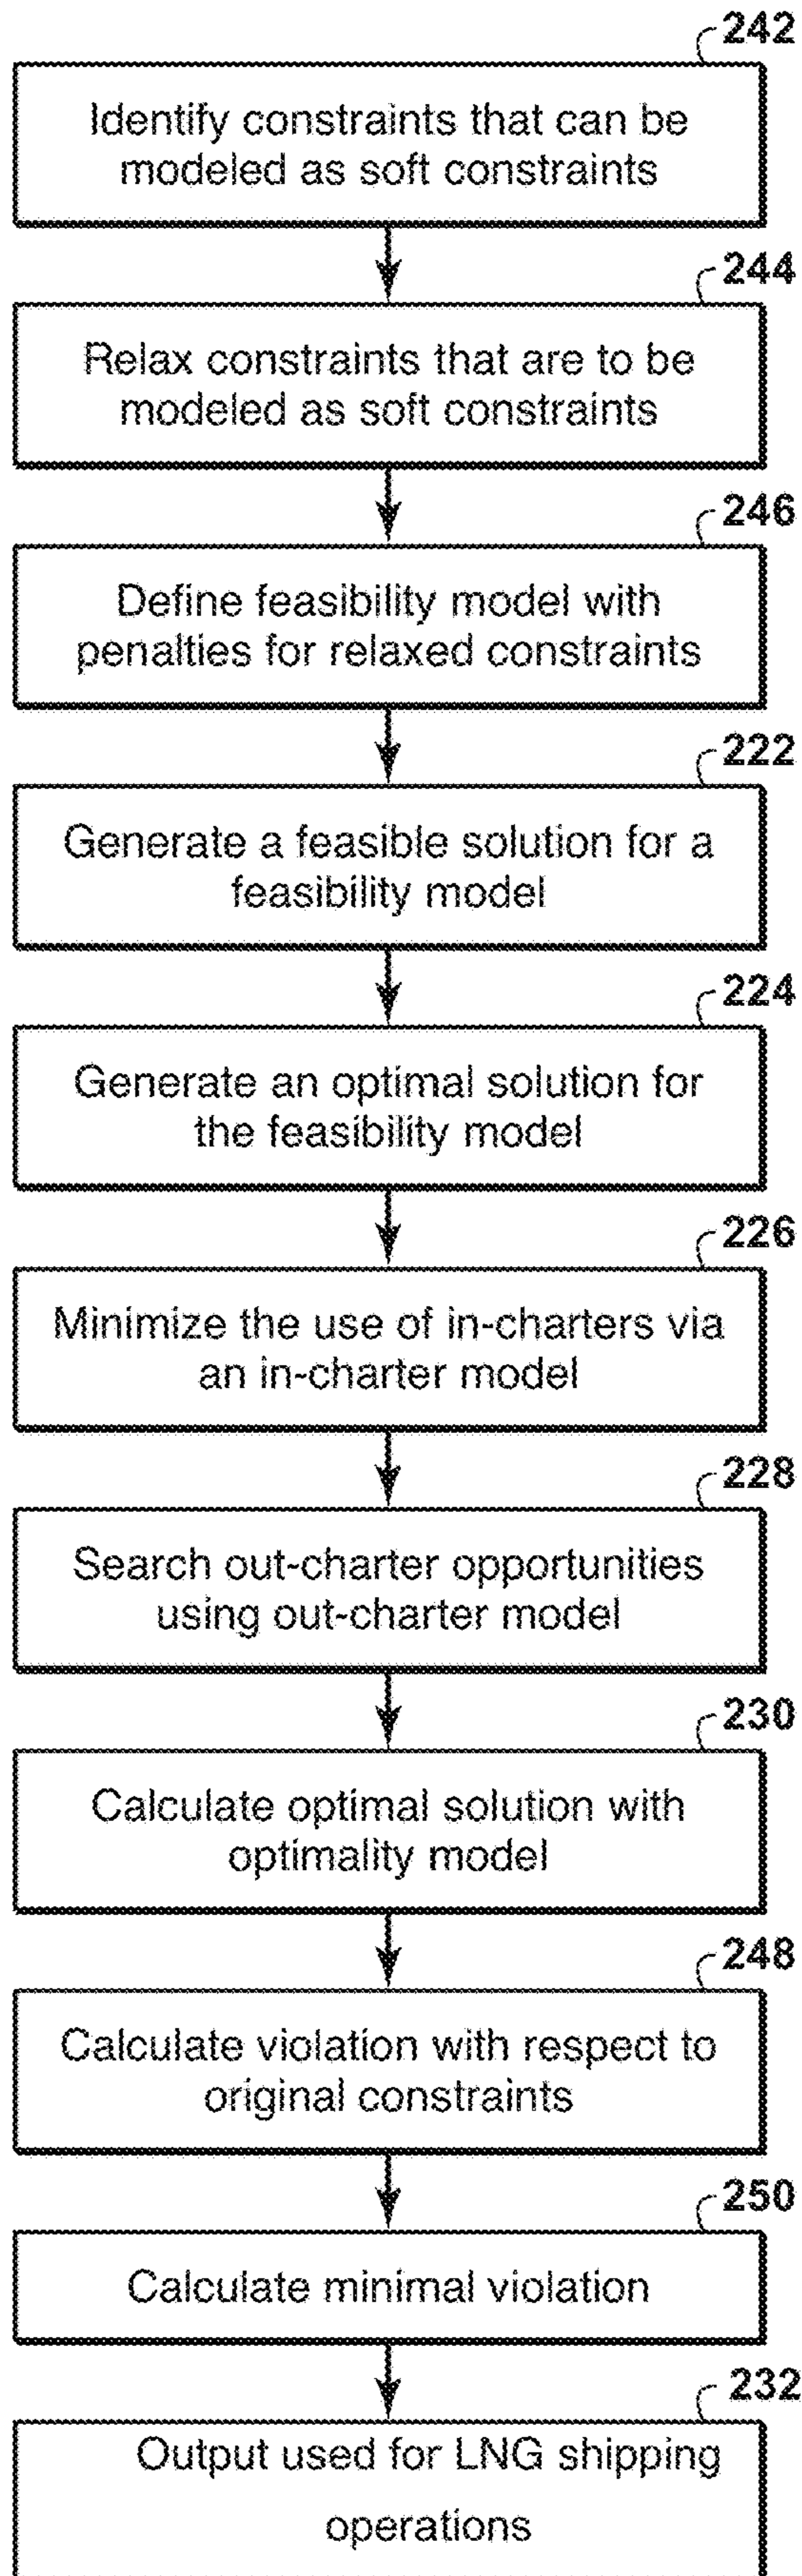 242
Identify constraints that can be
modeled as soft constraints
244
Relax constraints that are to be
modeled as soft constraints
246
Define feasibility model with
penalties for relaxed constraints
222
Generate a feasible solution for a
feasibility model
224
Generate an optimal solution for
the feasibility model
226
Minimize the use of in-charters via
an in-charter model
228
Search out-charter opportunities
using out-charter model
230
Calculate optimal solution with
optimality model
248
Calculate violation with respect to
original constraints
250
Calculate minimal violation
232
Output used for LNG shipping
operations